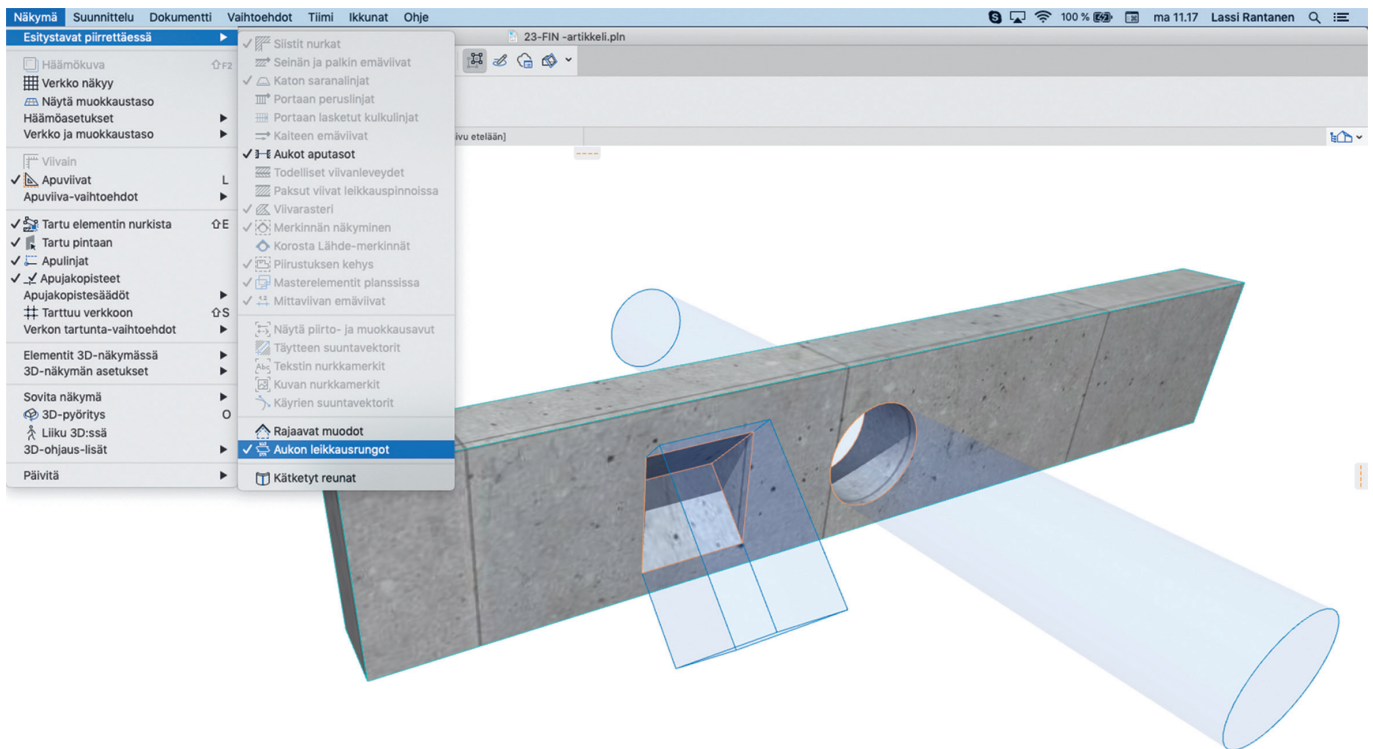 Näkymä Suunnittelu Dokumentti Vaihtoehdot Tiimi Ikkunat Ohje 100 % ma 11.17 Lassi Rantanen
23-FIN -artikkeli.pln
ivu etelään]
Esitystavat piirrettäessä
Häämökuva ⇧F2
Verkko näkyy
Näytä muokkaustaso
Häämöasetukset
Verkko ja muokkaustaso
Viivain
Apuviivat L
Apuviiva-vaihtoehdot
Tartu elementin nurkista ⇧E
Tartu pintaan
Apulinjat
Apujakopisteet
Apujakopistesäädöt
Tarttuu verkkoon ⇧S
Verkon tartunta-vaihtoehdot
Elementit 3D-näkymässä
3D-näkymän asetukset
Sovita näkymä
3D-pyöritys O
Liiku 3D:ssä
3D-ohjaus-lisät
Päivitä
Siistit nurkat
Seinän ja palkin emäviivat
Katon saranalinjat
Portaan peruslinjat
Portaan lasketut kulkulinjat
Kaiteen emäviivat
Aukot aputasot
Todelliset viivanleveydet
Paksut viivat leikkauspinnoissa
Viivarasteri
Merkinnän näkyminen
Korosta Lähde-merkinnät
Piirustuksen kehys
Masterelementit planssissa
Mittaviivan emäviivat
Näytä piirto- ja muokkausavut
Täytteen suuntavektorit
Tekstin nurkkamerkit
Kuvan nurkkamerkit
Käyrien suuntavektorit
Rajaavat muodot
Aukon leikkausrungot
Kätketyt reunat